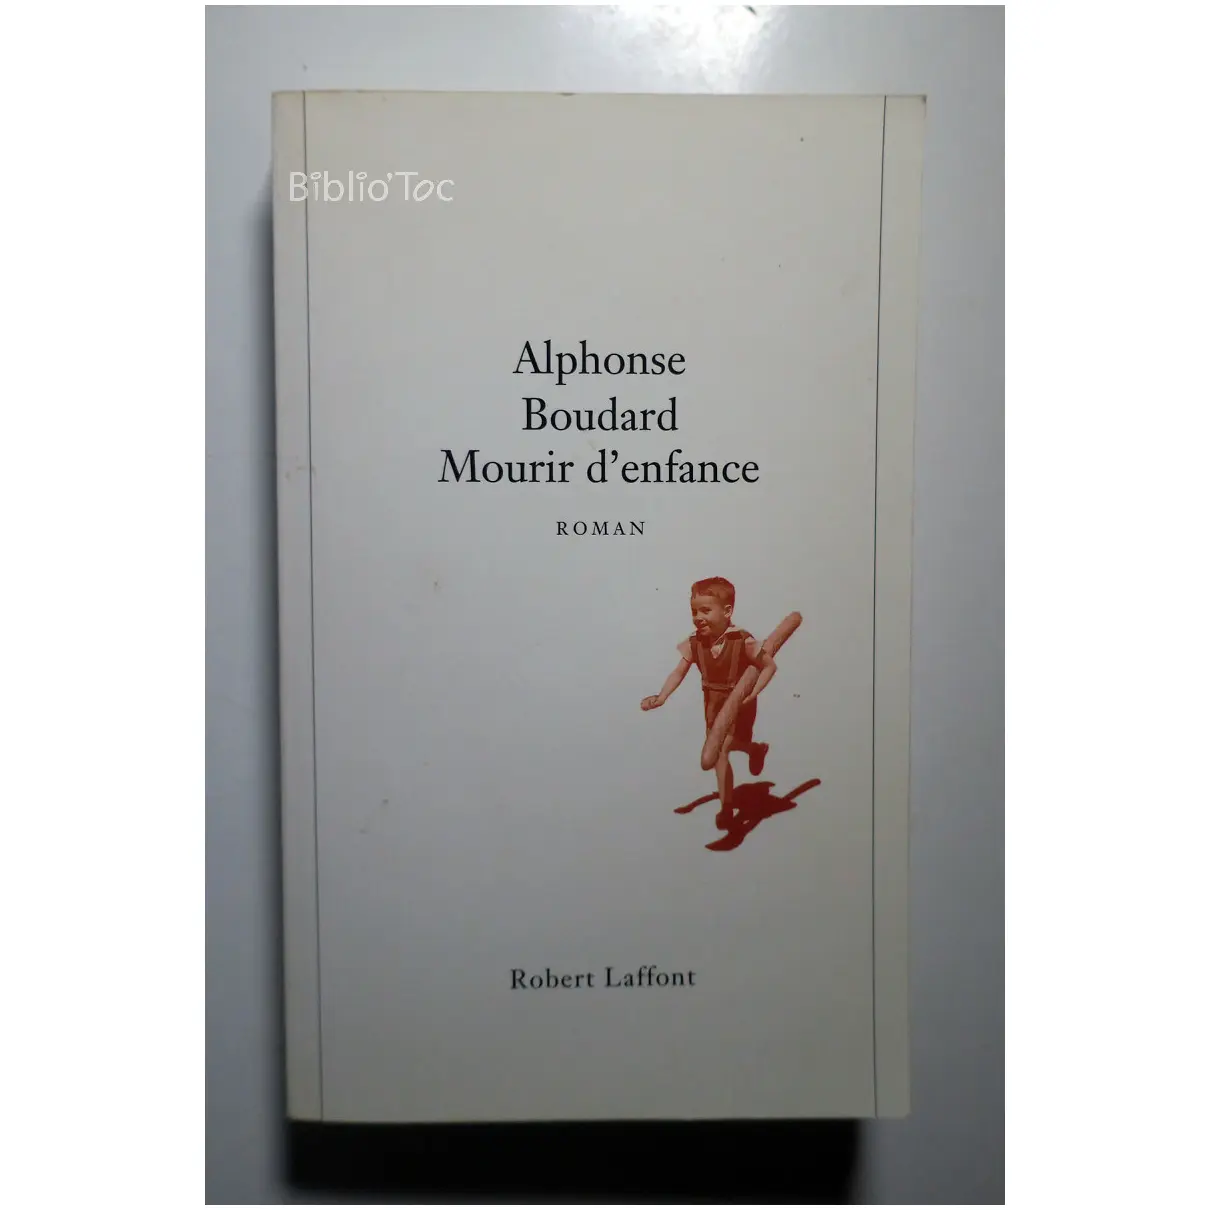 Biblio'Toc
Alphonse
Boudard
Mourir d'enfance
ROMAN
Robert Laffont